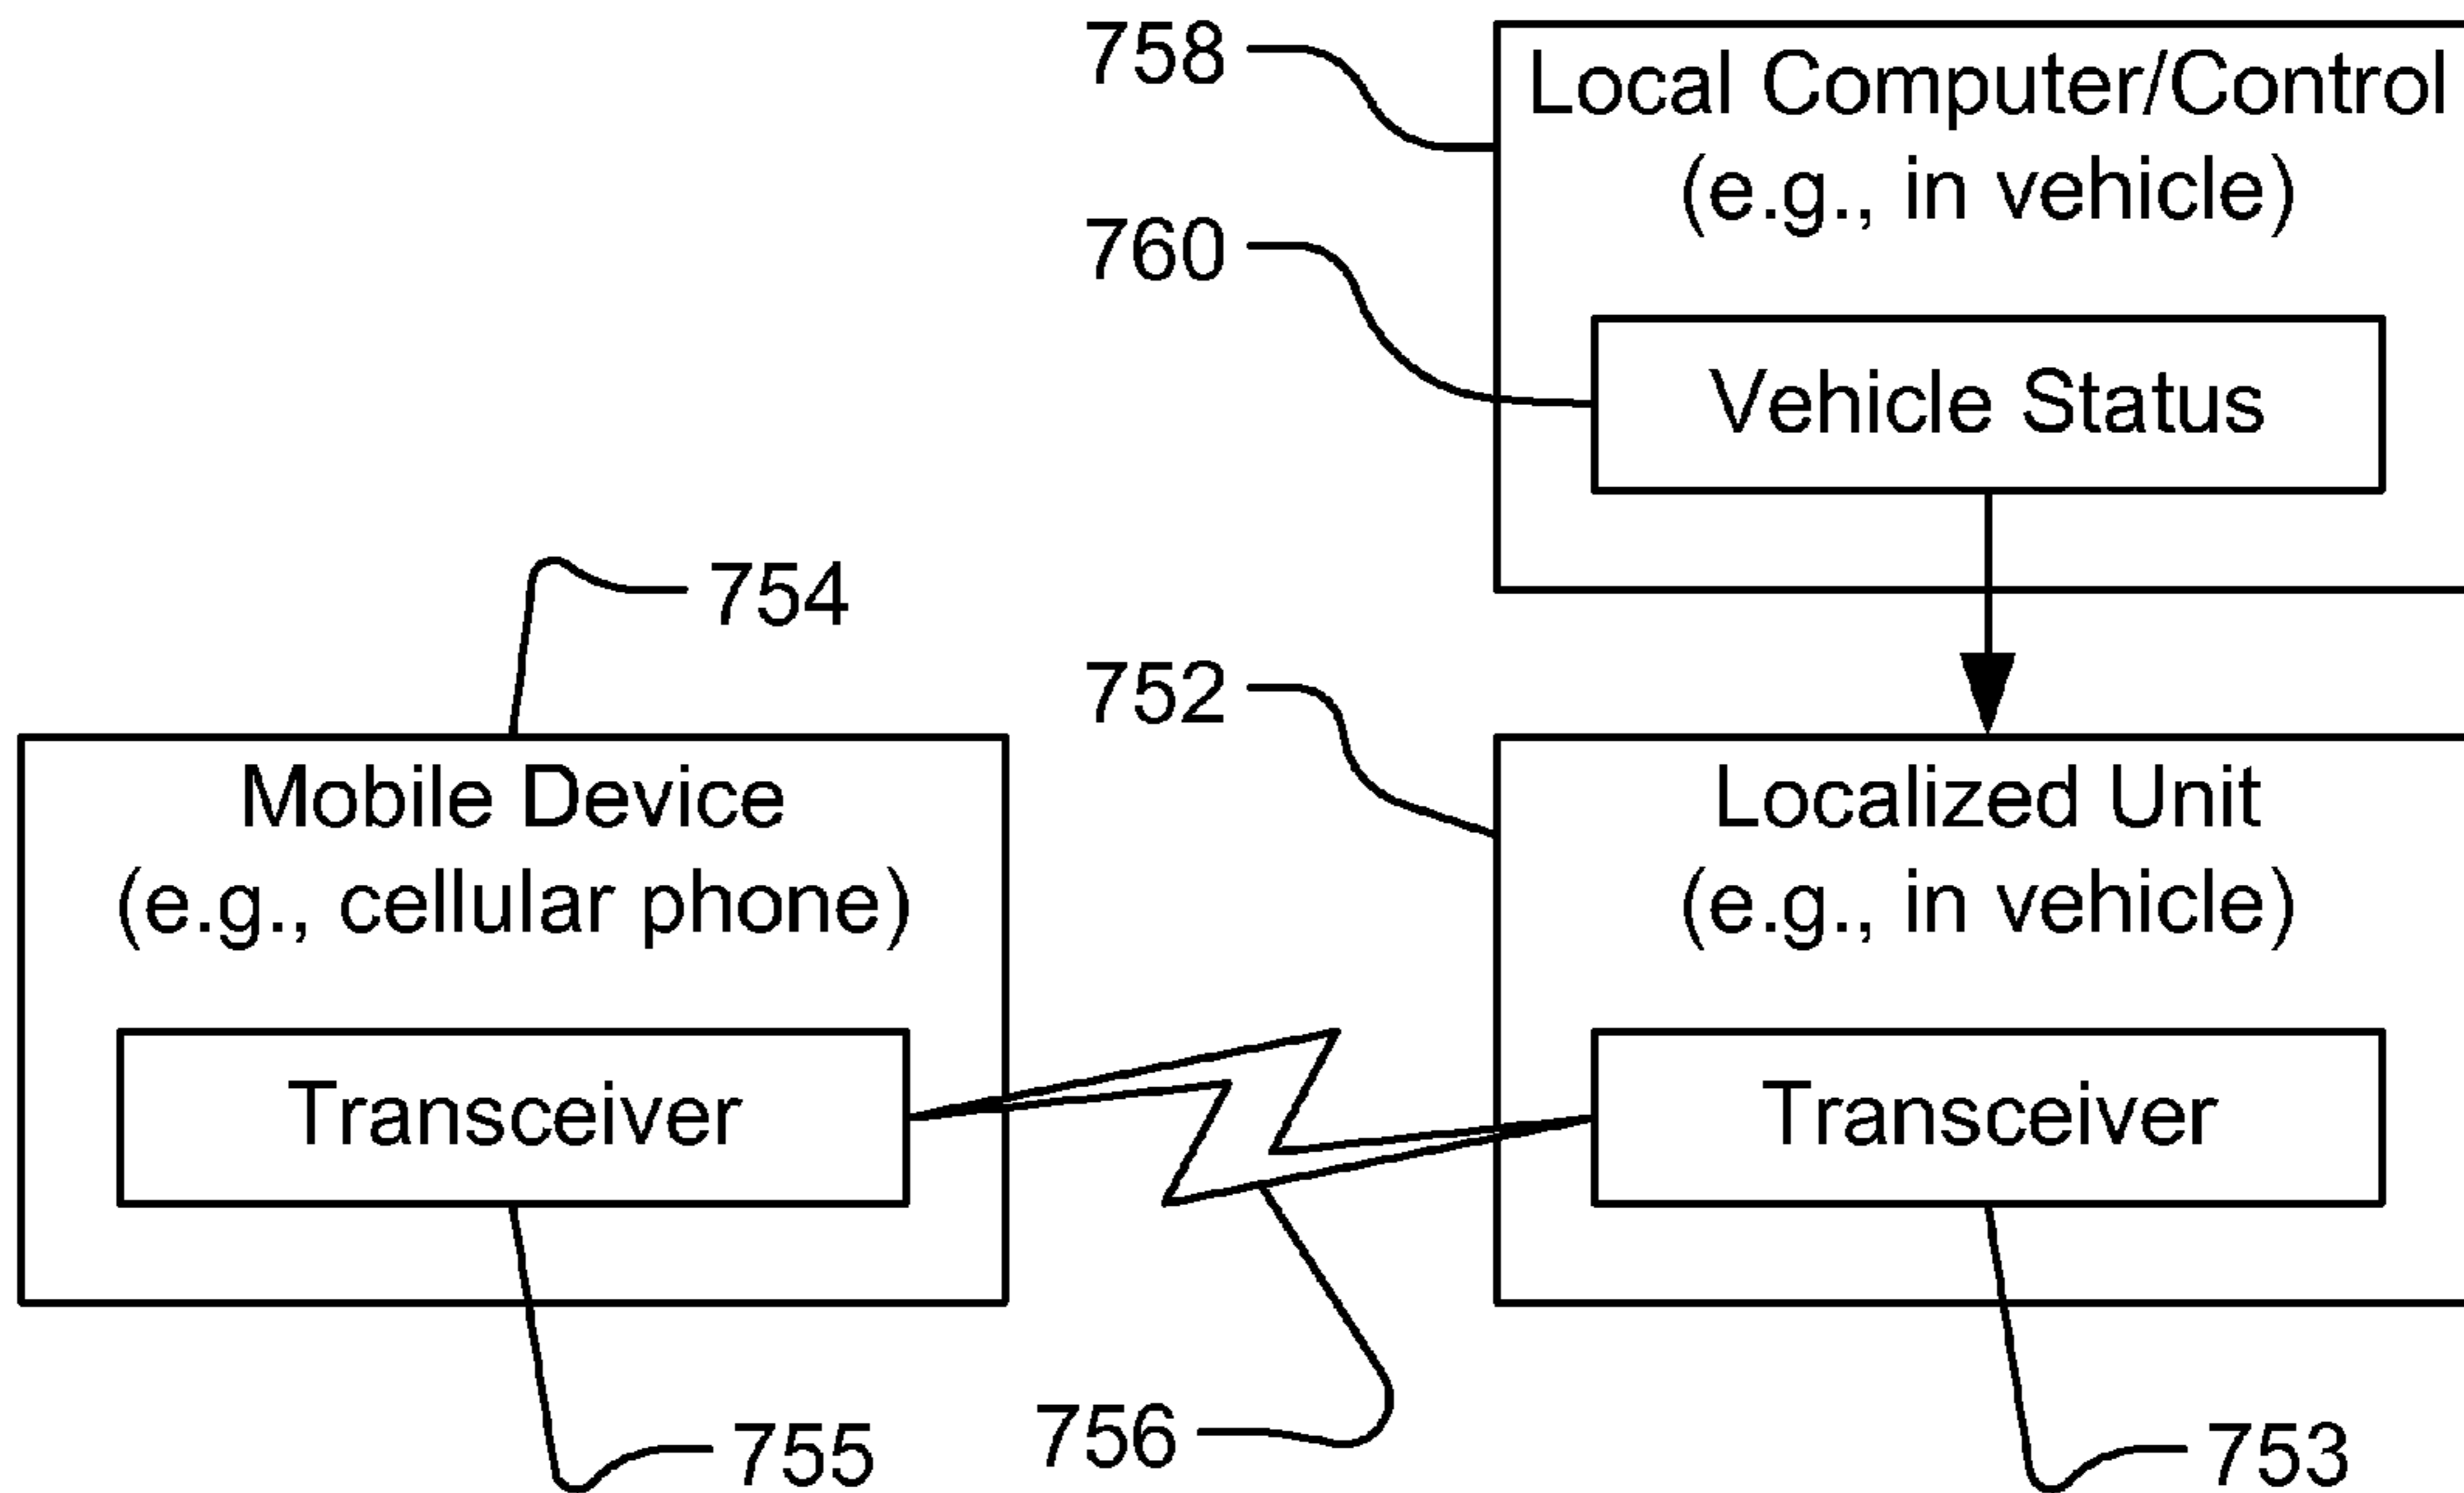 758
Local Computer/Control
(e.g., in vehicle)
760
Vehicle Status
754
752
Mobile Device
(e.g., cellular phone)
Localized Unit
(e.g., in vehicle)
Transceiver
Transceiver
756
755
753